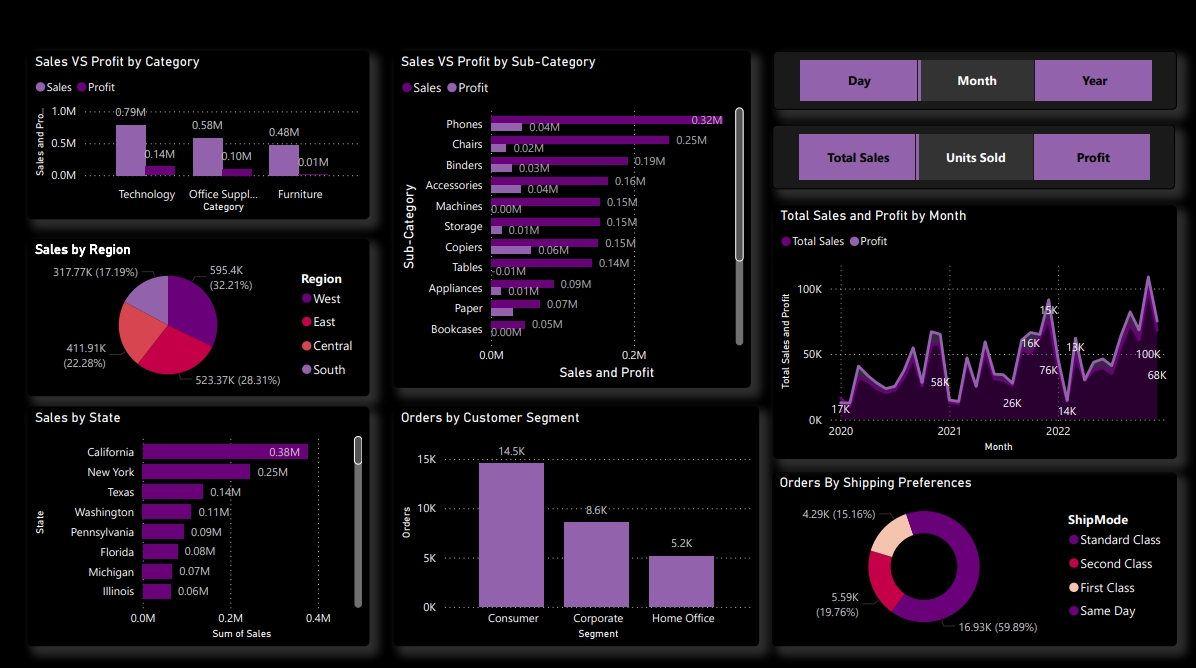 Sales VS Profit by Category
Sales Profit
Sales and Pro...
1.0M
0.5M
0.0M
0.79M
0.14M
0.58M
0.10M
0.48M
0.01M
Technology
Office Suppl...
Furniture
Category
Sales by Region
317.77K (17.19%)
595.4K
(32.21%)
411.91K
(22.28%)
523.37K (28.31%)
Region
West
East
Central
South
Sales by State
State
California 0.38M
New York 0.25M
Texas 0.14M
Washington 0.11M
Pennsylvania 0.09M
Florida 0.08M
Michigan 0.07M
Illinois 0.06M
0.0M 0.2M 0.4M
Sum of Sales
Sales VS Profit by Sub-Category
Sales Profit
Sub-Category
Phones 0.32M
0.04M
Chairs 0.25M
0.02M
Binders 0.19M
0.03M
Accessories 0.16M
0.04M
Machines 0.15M
0.00M
Storage 0.15M
0.01M
Copiers 0.15M
0.06M
Tables 0.14M
-0.01M
Appliances 0.09M
0.01M
Paper 0.07M
Bookcases 0.05M
0.00M
0.0M 0.2M
Sales and Profit
Orders by Customer Segment
Orders
15K
10K
5K
0K
14.5K
8.6K
5.2K
Consumer Corporate Home Office
Segment
Day Month Year
Total Sales Units Sold Profit
Total Sales and Profit by Month
Total Sales Profit
Total Sales and Profit
100K
50K
0K
17K
58K
26K
16K
15K
76K
13K
14K
100K
68K
2020 2021 2022
Month
Orders By Shipping Preferences
4.29K (15.16%)
5.59K
(19.76%)
16.93K (59.89%)
ShipMode
Standard Class
Second Class
First Class
Same Day